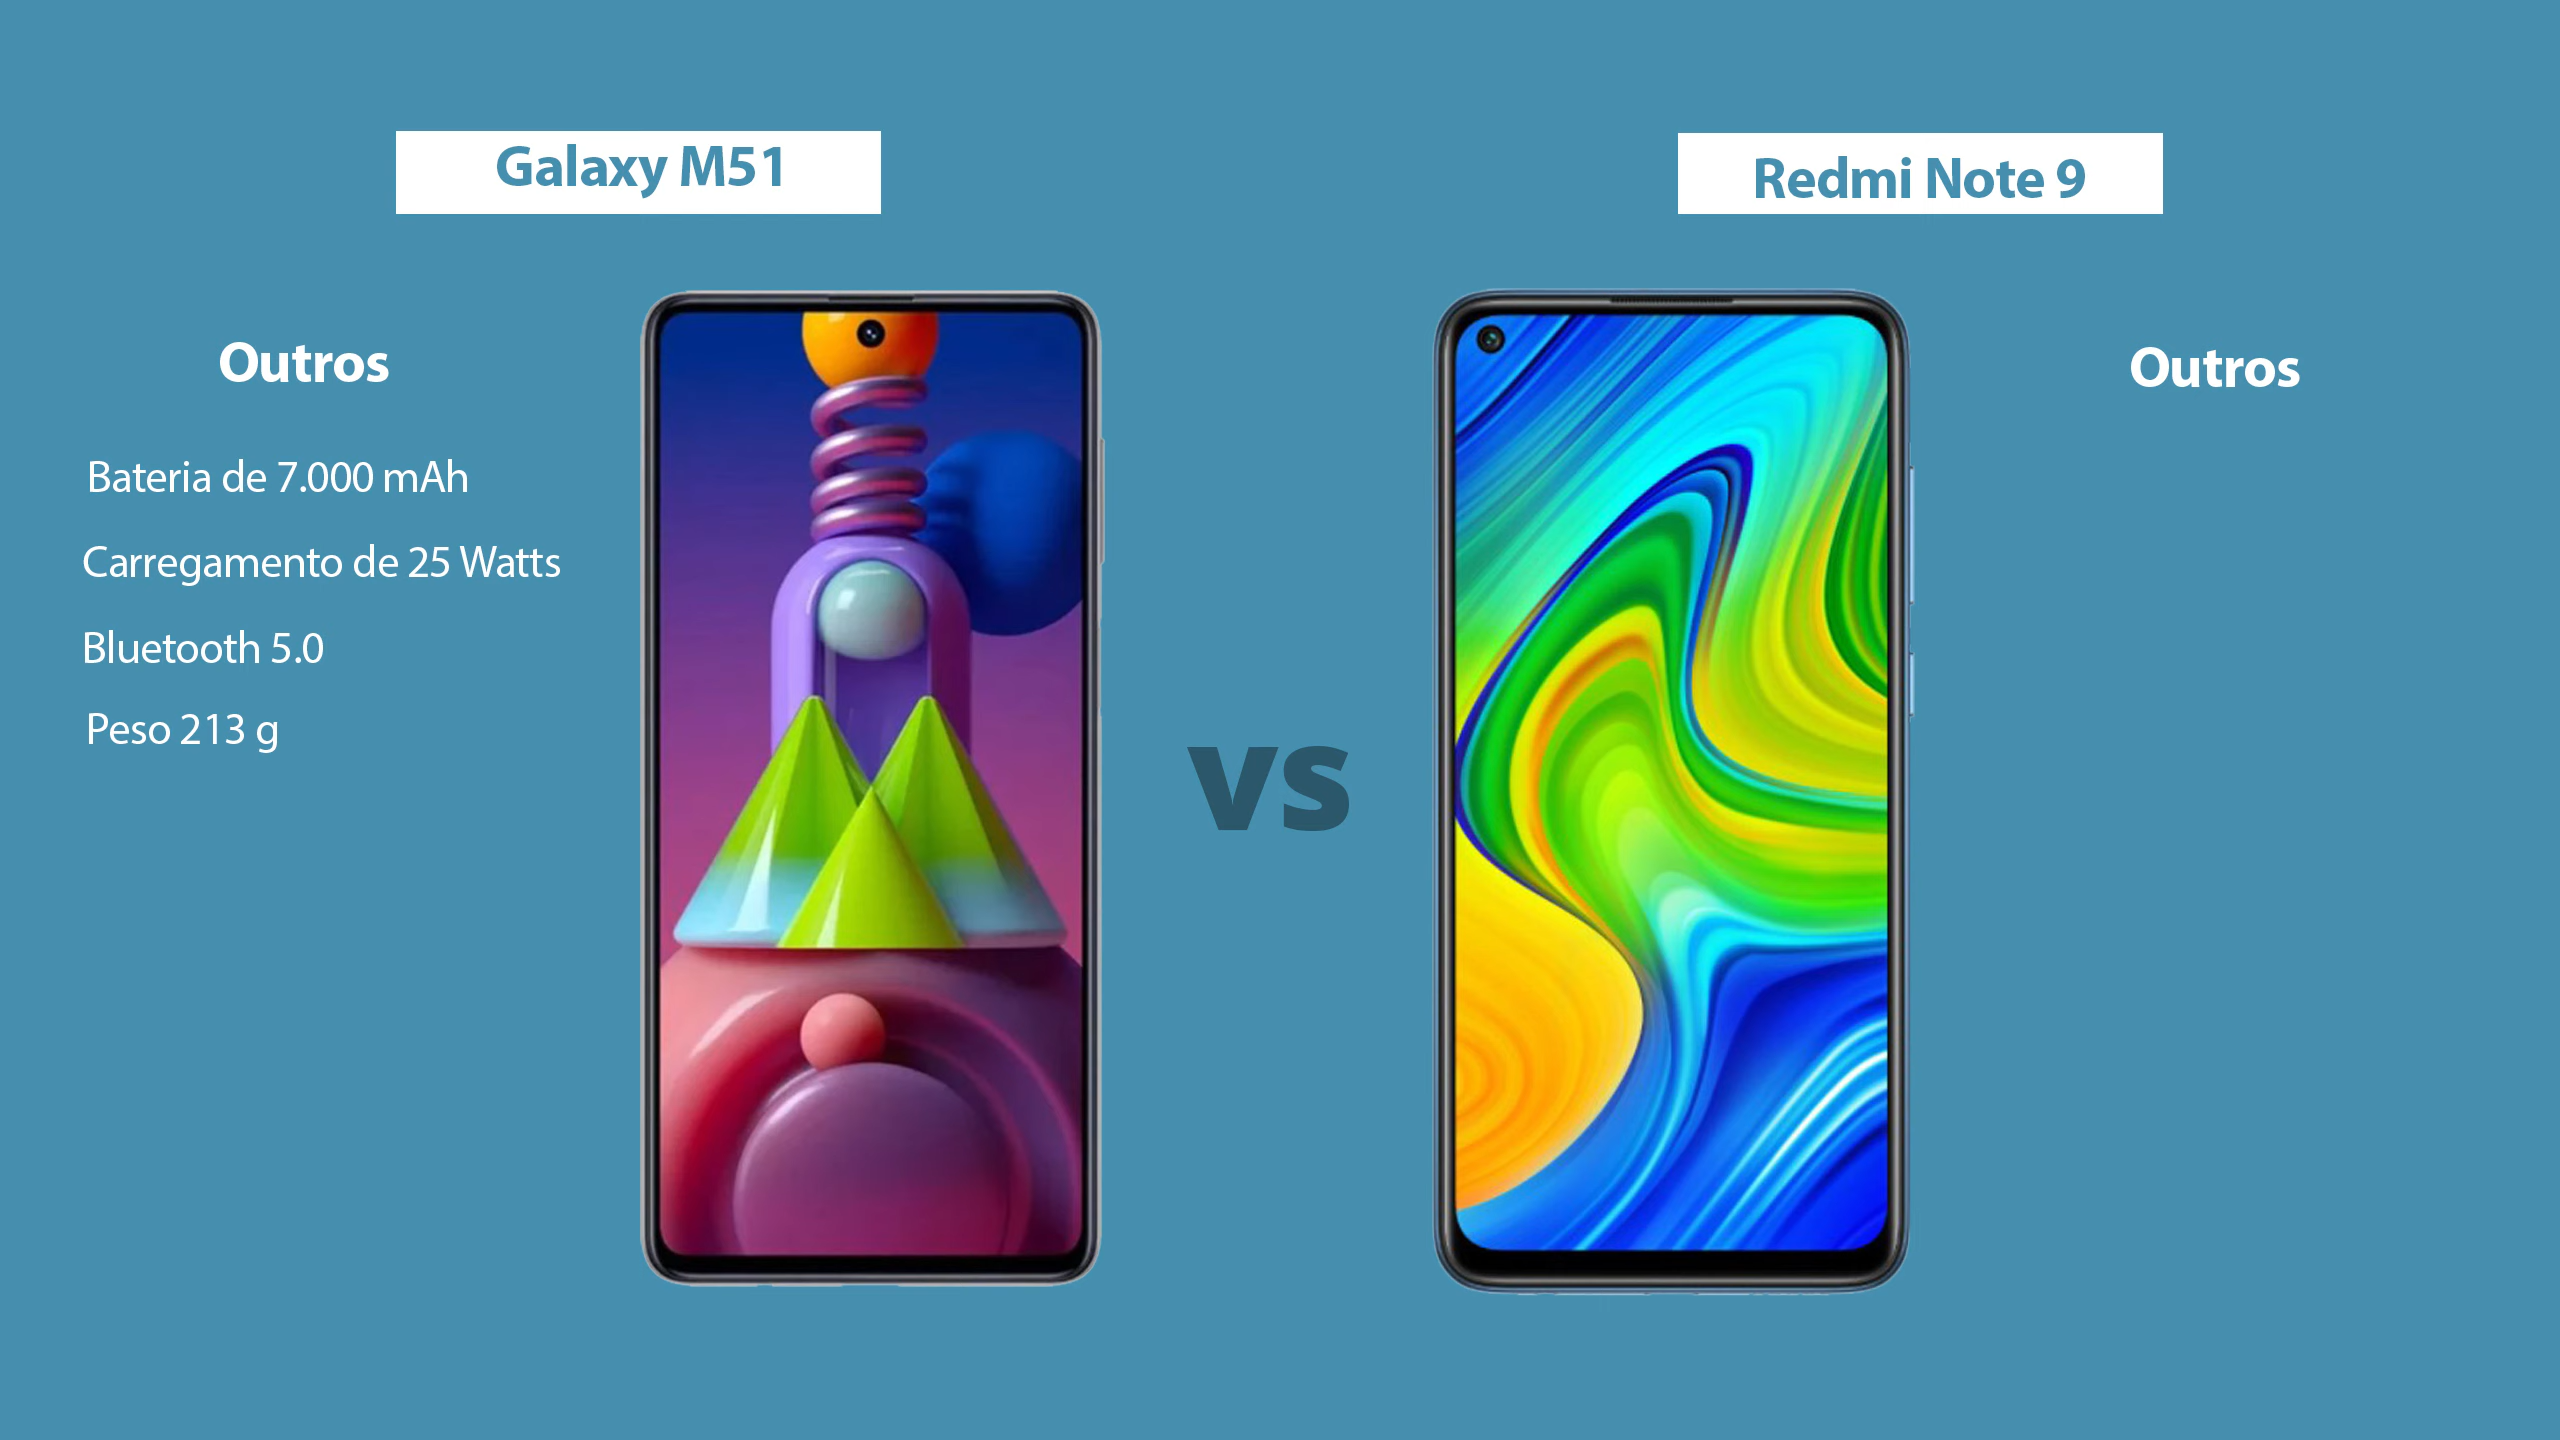 Galaxy M51
Redmi Note 9
Outros
Bateria de 7.000 mAh
Carregamento de 25 Watts
Bluetooth 5.0
Peso 213 g
vs
Outros